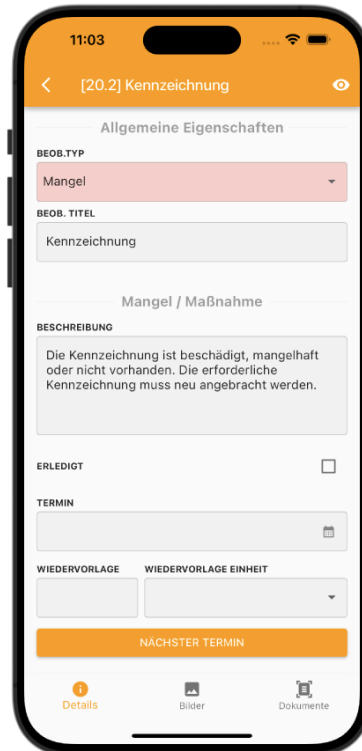 11:03
[20.2] Kennzeichnung
Allgemeine Eigenschaften
BEOB.TYP
Mangel
BEOB. TITEL
Kennzeichnung
Mangel / Maßnahme
BESCHREIBUNG
Die Kennzeichnung ist beschädigt, mangelhaft
oder nicht vorhanden. Die erforderliche
Kennzeichnung muss neu angebracht werden.
ERLEDIGT
TERMIN
WIEDERVORLAGE WIEDERVORLAGE EINHEIT
NÄCHSTER TERMIN
Details Bilder Dokumente